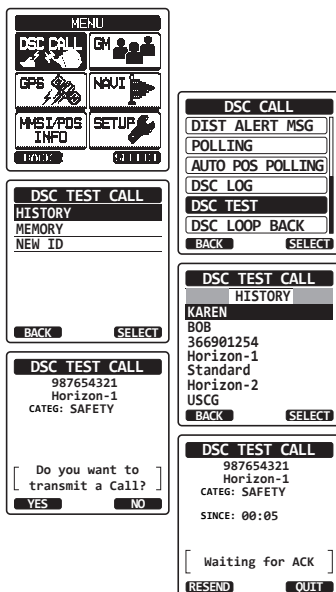 MENU
DSC CALL
GM
GPS
NAVI
MMSI/POS
INFO
SETUP
BACK
SELECT
DSC CALL
DIST ALERT MSG
POLLING
AUTO POS POLLING
DSC LOG
DSC TEST
DSC LOOP BACK
BACK
SELECT
DSC TEST CALL
HISTORY
MEMORY
NEW ID
BACK
SELECT
DSC TEST CALL
HISTORY
KAREN
BOB
366901254
Horizon-1
Standard
Horizon-2
USCG
BACK
SELECT
DSC TEST CALL
987654321
Horizon-1
CATEG: SAFETY
Do you want to
transmit a Call?
YES
NO
DSC TEST CALL
987654321
Horizon-1
CATEG: SAFETY
SINCE: 00:05
Waiting for ACK
RESEND
QUIT